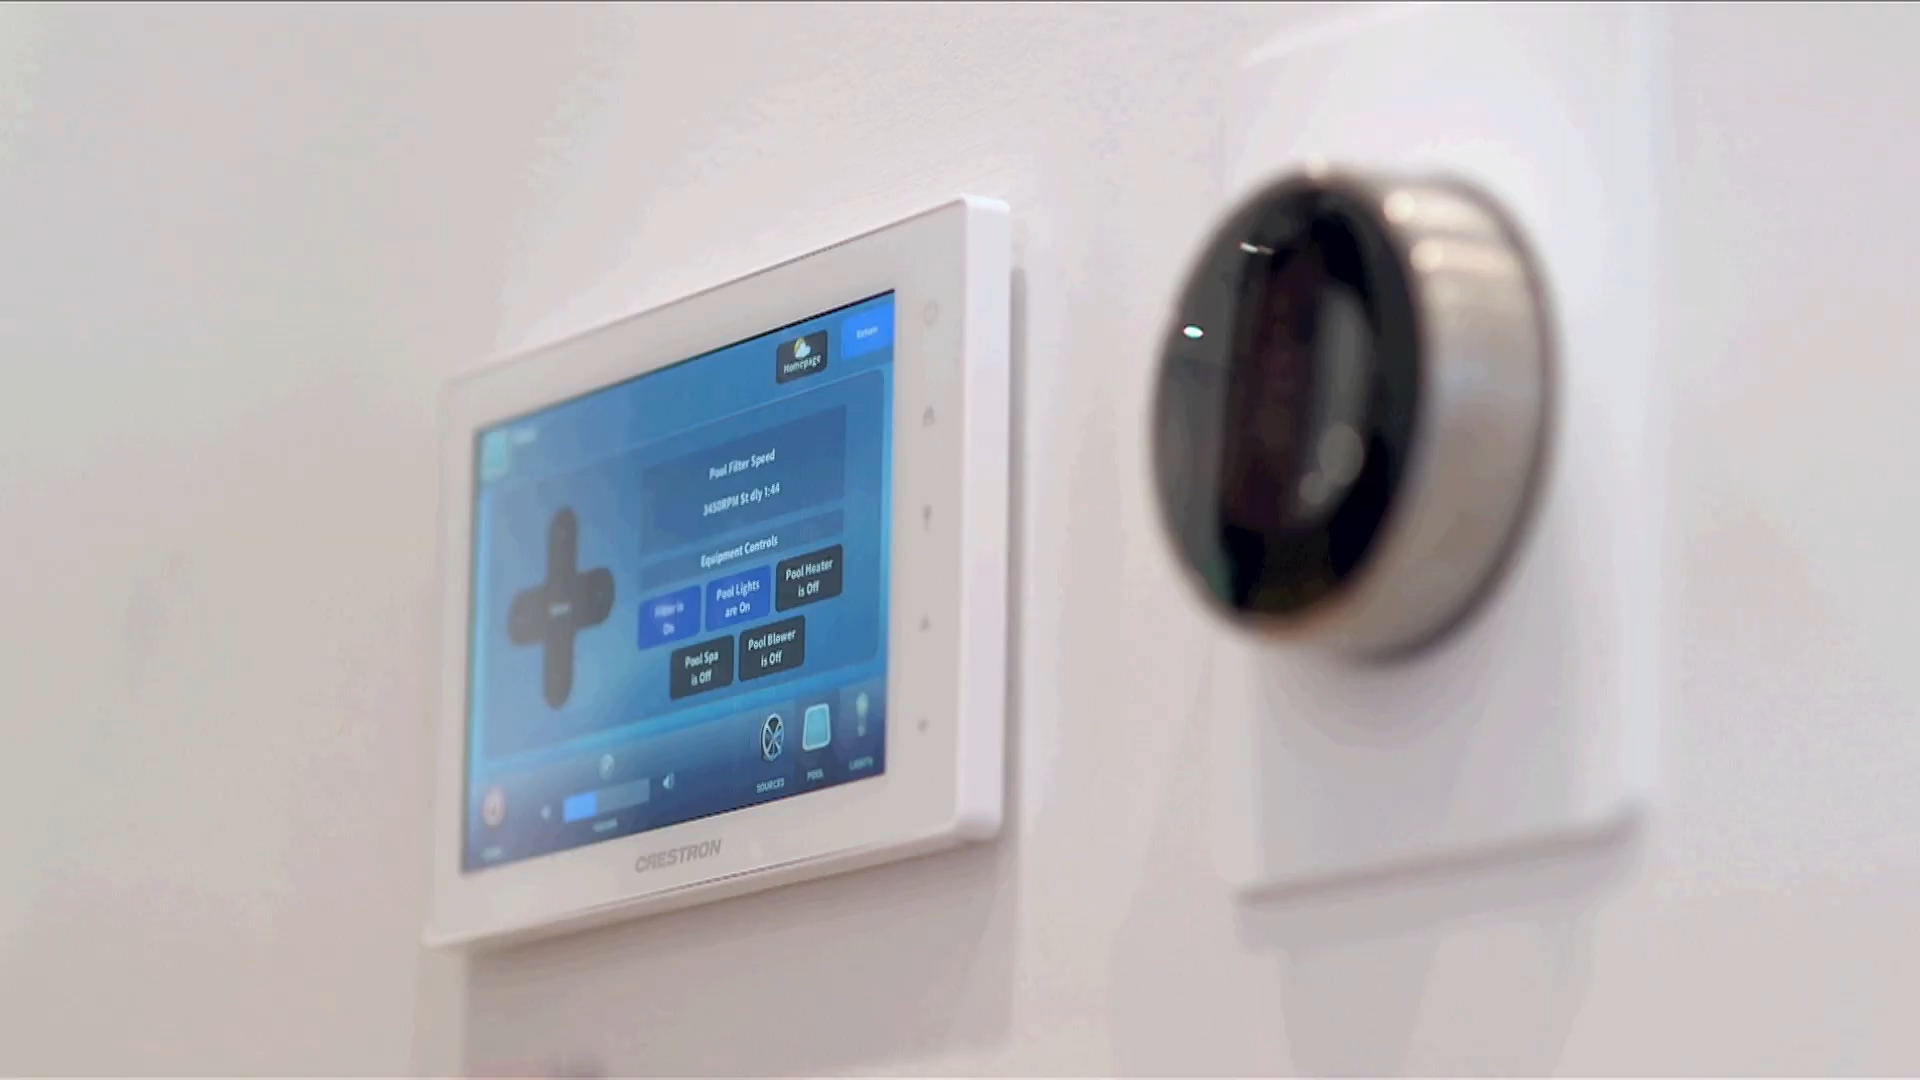 Return
Homepage
Pool Filter Speed
3450RPM St dly 1:44
Equipment Controls
Filter is
On
Pool Lights
are On
Pool Heater
is Off
Pool Spa
is Off
Pool Blower
is Off
SOURCES
POOL
LIGHTS
CRESTRON